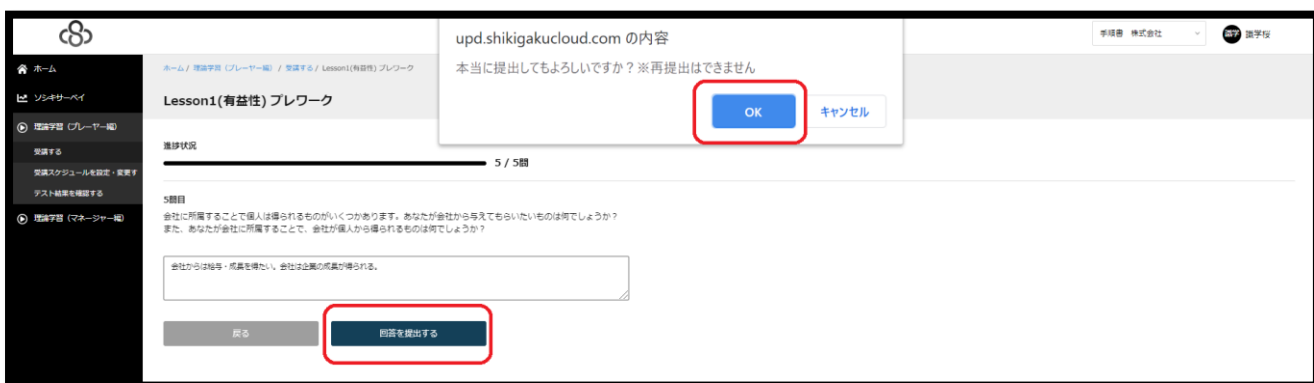 upd.shikigakucloud.com の内容
本当に提出してもよろしいですか？※再提出はできません
OK
キャンセル
手順書 株式会社
識学
識学桜
ホーム
ソシキサーベイ
理論学習（プレーヤー編）
受講する
受講スケジュールを設定・変更す
テスト結果を確認する
理論学習（マネージャー編）
ホーム / 理論学習（プレーヤー編） / 受講する / Lesson1(有益性) プレワーク
Lesson1(有益性) プレワーク
進捗状況
5 / 5問
5問目
会社に所属することで個人は得られるものがいくつかあります。あなたが会社から与えてもらいたいものは何でしょうか？
また、あなたが会社に所属することで、会社が個人から得られるものは何でしょうか？
会社からは給与・成長を得たい。会社は企業の成長が得られる。
戻る
回答を提出する